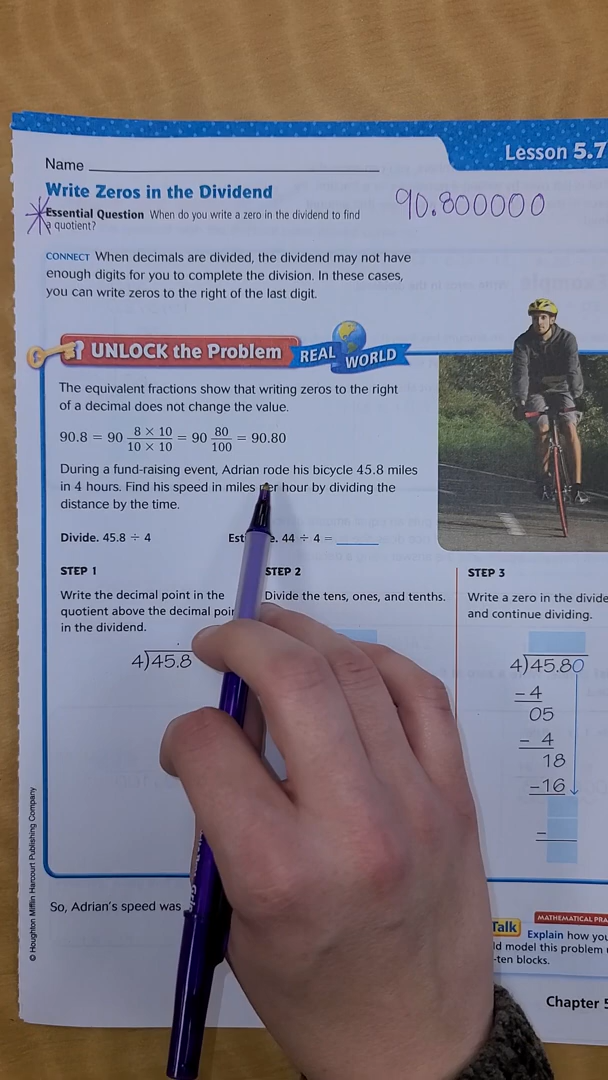 Lesson 5.7
Name
Write Zeros in the Dividend
90.800000
Essential Question When do you write a zero in the dividend to find
a quotient?
CONNECT When decimals are divided, the dividend may not have
enough digits for you to complete the division. In these cases,
you can write zeros to the right of the last digit.
UNLOCK the Problem REAL WORLD
The equivalent fractions show that writing zeros to the right
of a decimal does not change the value.
90.8 = 90 8 × 10 / 10 × 10 = 90 80 / 100 = 90.80
During a fund-raising event, Adrian rode his bicycle 45.8 miles
in 4 hours. Find his speed in miles per hour by dividing the
distance by the time.
Divide. 45.8 ÷ 4
44 ÷ 4 =
STEP 1
Write the decimal point in the
quotient above the decimal
in the dividend.
4)45.8
STEP 2
Divide the tens, ones, and tenths.
STEP 3
Write a zero in the
and continue dividing.
4)45.80
-4
05
- 4
18
-16
-
So, Adrian's speed was
Talk
MATHEMATICAL
Explain how
model this problem
-ten blocks.
© Houghton Mifflin Harcourt Publishing Company
Chapter